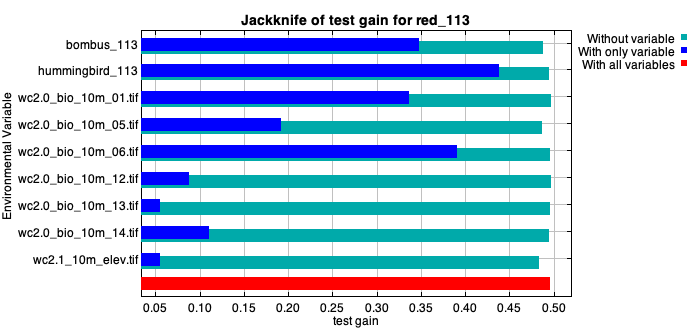 Jackknife of test gain for red_113
Without variable
With only variable
With all variables
Environmental Variable
bombus_113
hummingbird_113
wc2.0_bio_10m_01.tif
wc2.0_bio_10m_05.tif
wc2.0_bio_10m_06.tif
wc2.0_bio_10m_12.tif
wc2.0_bio_10m_13.tif
wc2.0_bio_10m_14.tif
wc2.1_10m_elev.tif
0.05 0.10 0.15 0.20 0.25 0.30 0.35 0.40 0.45 0.50
test gain